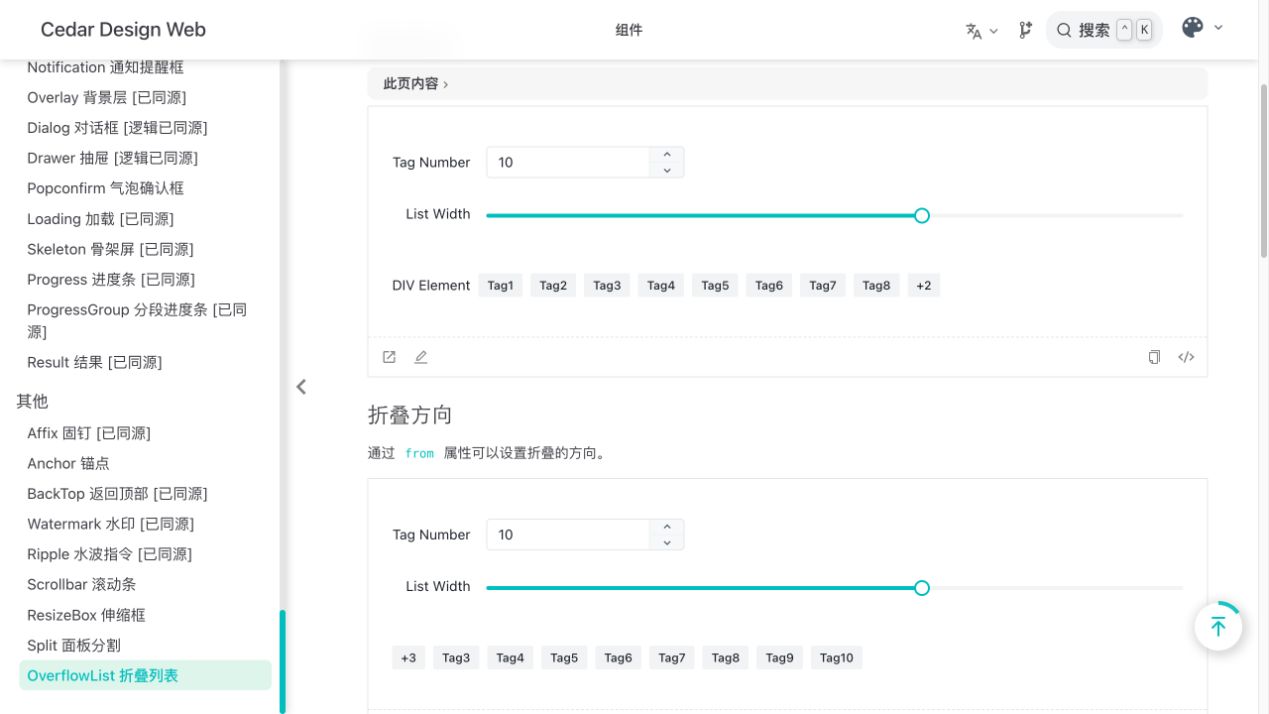 Cedar Design Web
组件
搜索 ^ K
Notification 通知提醒框
Overlay 背景层 [已同源]
Dialog 对话框 [逻辑已同源]
Drawer 抽屉 [逻辑已同源]
Popconfirm 气泡确认框
Loading 加载 [已同源]
Skeleton 骨架屏 [已同源]
Progress 进度条 [已同源]
ProgressGroup 分段进度条 [已同
源]
Result 结果 [已同源]
其他
Affix 固钉 [已同源]
Anchor 锚点
BackTop 返回顶部 [已同源]
Watermark 水印 [已同源]
Ripple 水波指令 [已同源]
Scrollbar 滚动条
ResizeBox 伸缩框
Split 面板分割
OverflowList 折叠列表
此页内容 ›
Tag Number 10
List Width
DIV Element Tag1 Tag2 Tag3 Tag4 Tag5 Tag6 Tag7 Tag8 +2
折叠方向
通过 from 属性可以设置折叠的方向。
Tag Number 10
List Width
+3 Tag3 Tag4 Tag5 Tag6 Tag7 Tag8 Tag9 Tag10